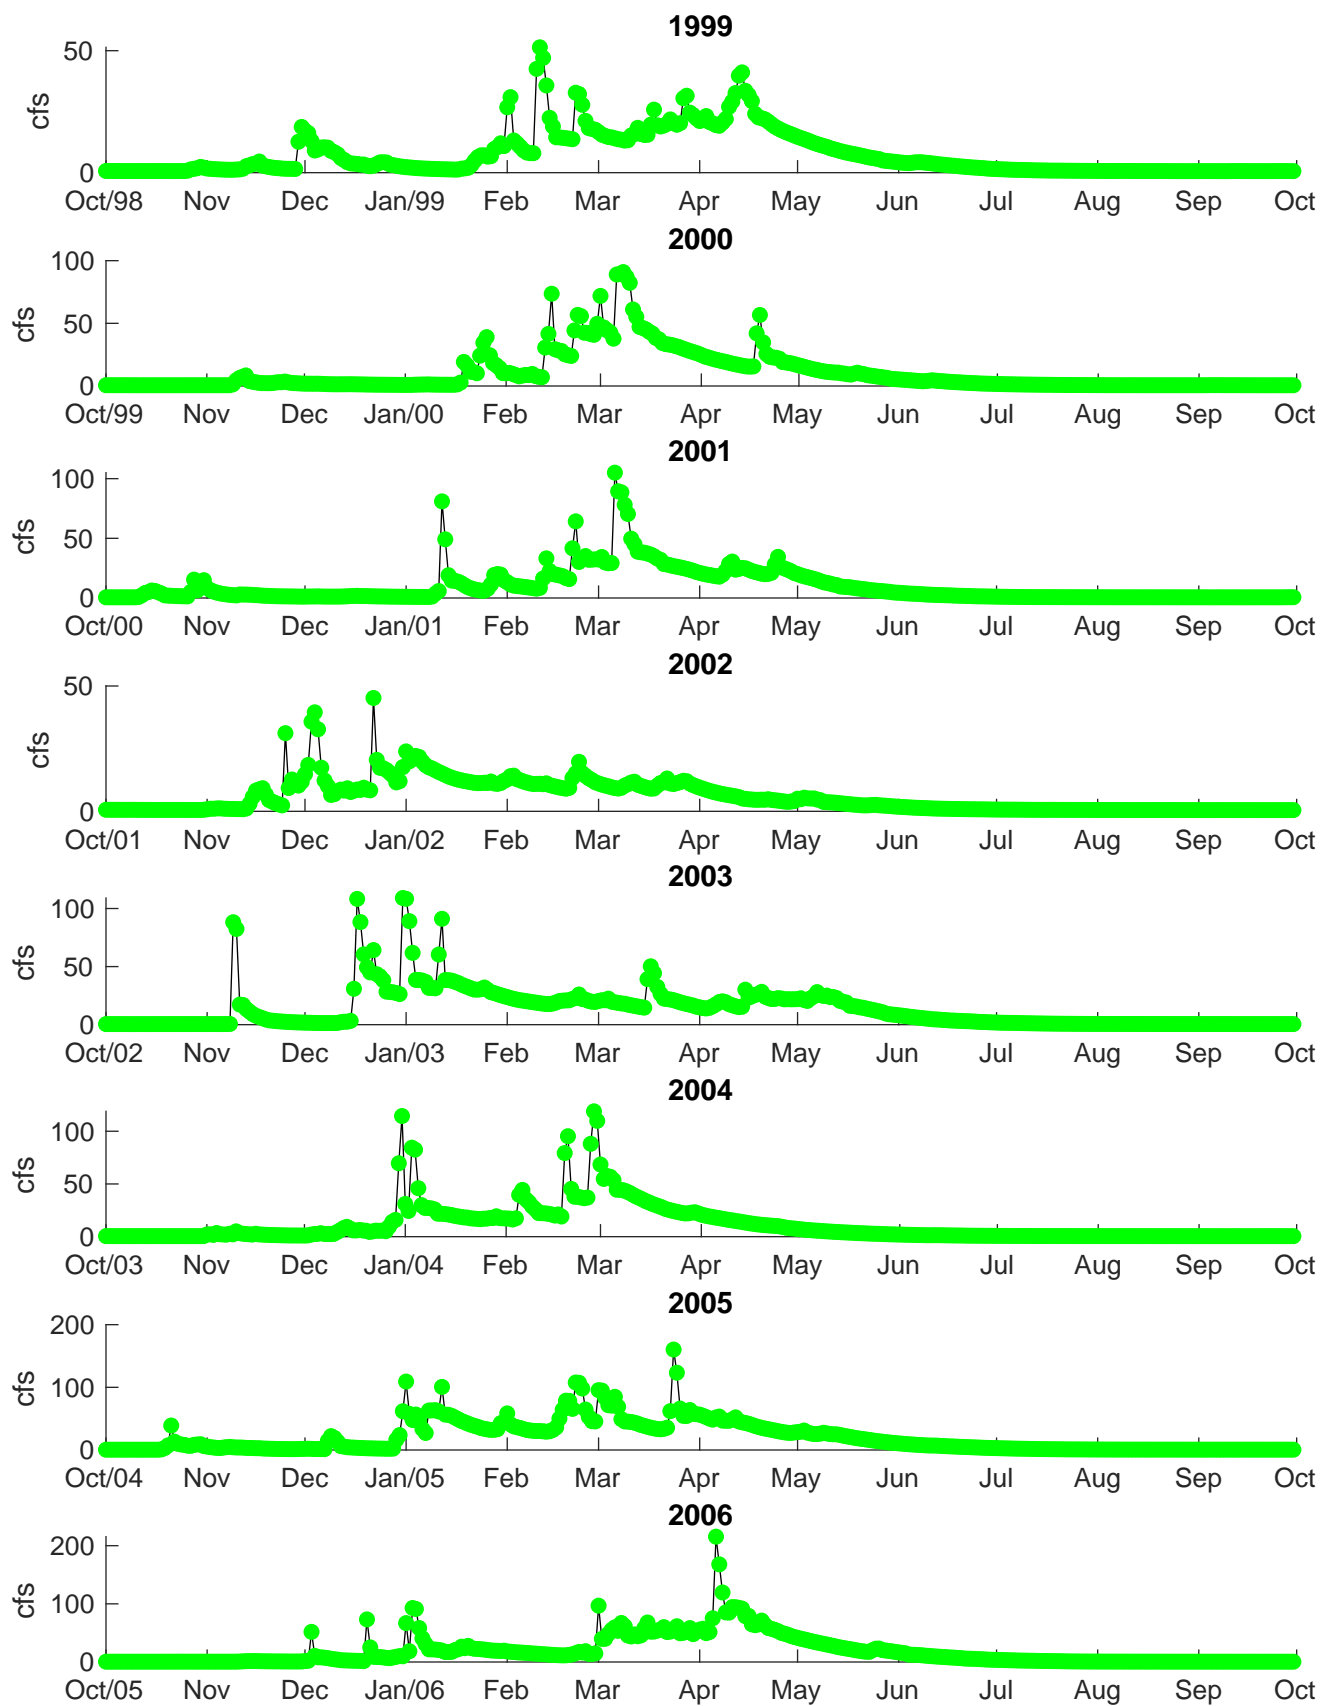 1999
50
cfs
0
Oct/98 Nov Dec Jan/99 Feb Mar Apr May Jun Jul Aug Sep Oct
2000
100
cfs
50
0
Oct/99 Nov Dec Jan/00 Feb Mar Apr May Jun Jul Aug Sep Oct
2001
100
cfs
50
0
Oct/00 Nov Dec Jan/01 Feb Mar Apr May Jun Jul Aug Sep Oct
2002
50
cfs
0
Oct/01 Nov Dec Jan/02 Feb Mar Apr May Jun Jul Aug Sep Oct
2003
100
cfs
50
0
Oct/02 Nov Dec Jan/03 Feb Mar Apr May Jun Jul Aug Sep Oct
2004
100
cfs
50
0
Oct/03 Nov Dec Jan/04 Feb Mar Apr May Jun Jul Aug Sep Oct
2005
200
cfs
100
0
Oct/04 Nov Dec Jan/05 Feb Mar Apr May Jun Jul Aug Sep Oct
2006
200
cfs
100
0
Oct/05 Nov Dec Jan/06 Feb Mar Apr May Jun Jul Aug Sep Oct